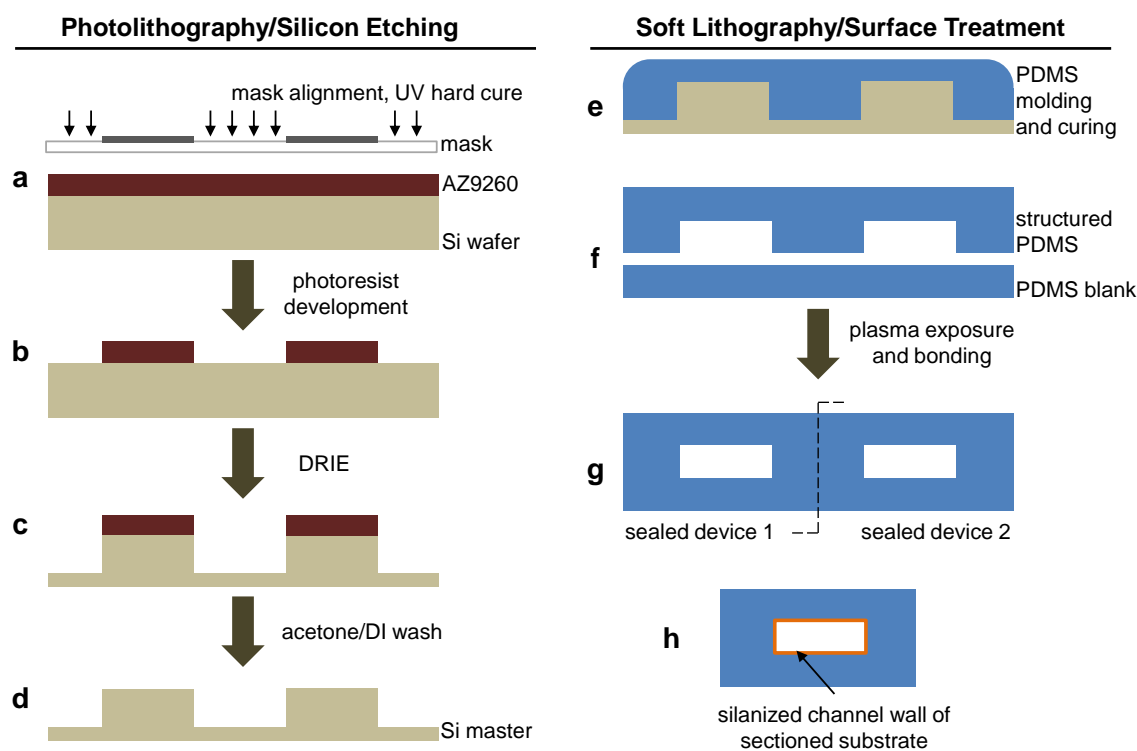 Photolithography/Silicon Etching
mask alignment, UV hard cure
mask
a
AZ9260
Si wafer
photoresist
development
b
DRIE
c
acetone/DI wash
d
Si master
Soft Lithography/Surface Treatment
PDMS
molding
and curing
e
structured
PDMS
f
PDMS blank
plasma exposure
and bonding
g
sealed device 1
sealed device 2
h
silanized channel wall of
sectioned substrate